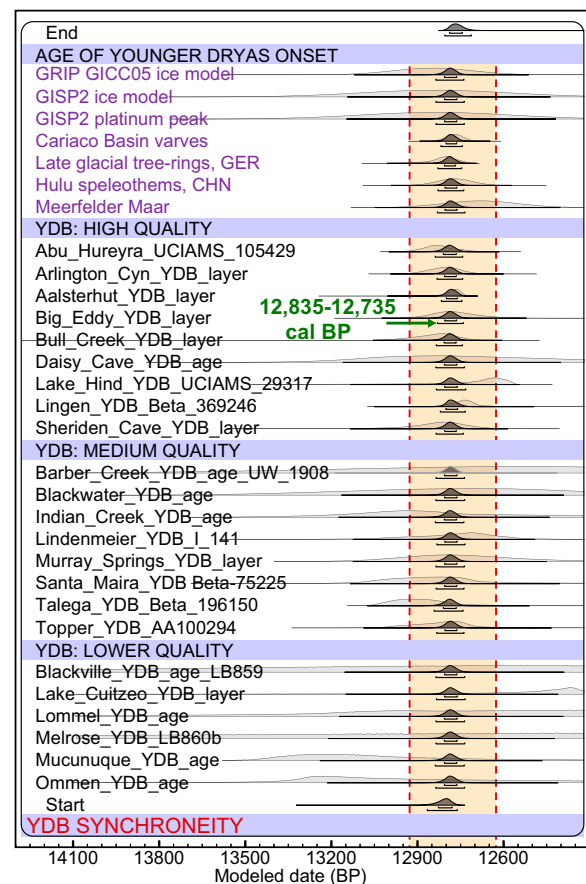 End
AGE OF YOUNGER DRYAS ONSET
GRIP GICC05 ice model
GISP2 ice model
GISP2 platinum peak
Cariaco Basin varves
Late glacial tree-rings, GER
Hulu speleothems, CHN
Meerfelder Maar
YDB: HIGH QUALITY
Abu_Hureyra_UCIAMS_105429
Arlington_Cyn_YDB_layer
Aalsterhut_YDB_layer
12,835-12,735
Big_Eddy_YDB_layer
cal BP
Bull_Creek_YDB_layer
Daisy_Cave_YDB_age
Lake_Hind_YDB_UCIAMS_29317
Lingen_YDB_Beta_369246
Sheriden_Cave_YDB_layer
YDB: MEDIUM QUALITY
Barber_Creek_YDB_age_UW_1908
Blackwater_YDB_age
Indian_Creek_YDB_age
Lindenmeier_YDB_I_141
Murray_Springs_YDB_layer
Santa_Maira_YDB Beta-75225
Talega_YDB_Beta_196150
Topper_YDB_AA100294
YDB: LOWER QUALITY
Blackville_YDB_age_LB859
Lake_Cuitzeo_YDB_layer
Lommel_YDB_age
Melrose_YDB_LB860b
Mucunuque_YDB_age
Ommen_YDB_age
Start
YDB SYNCHRONEITY
14100 13800 13500 13200 12900 12600
Modeled date (BP)